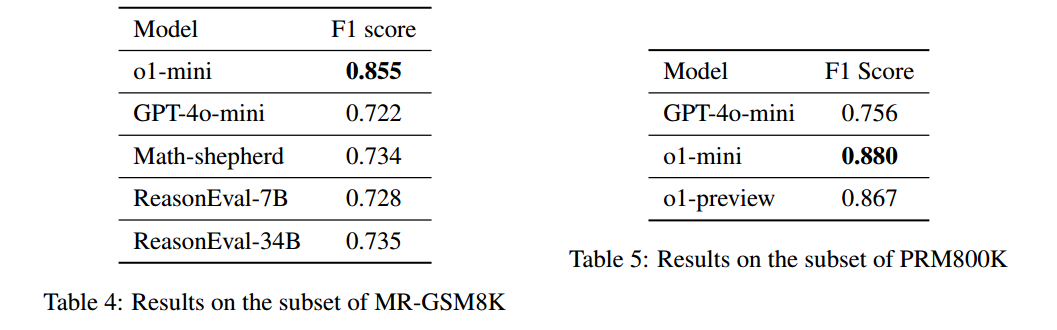 Model F1 score
o1-mini 0.855
GPT-4o-mini 0.722
Math-shepherd 0.734
ReasonEval-7B 0.728
ReasonEval-34B 0.735
Table 4: Results on the subset of MR-GSM8K
Model F1 Score
GPT-4o-mini 0.756
o1-mini 0.880
o1-preview 0.867
Table 5: Results on the subset of PRM800K